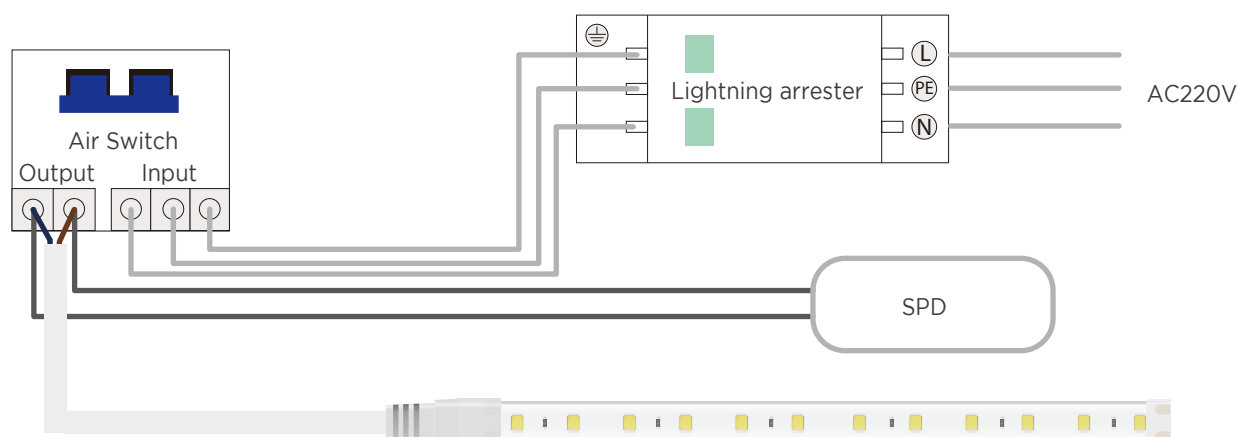 L
Lightning arrester
PE
AC220V
N
Air Switch
Output
Input
SPD